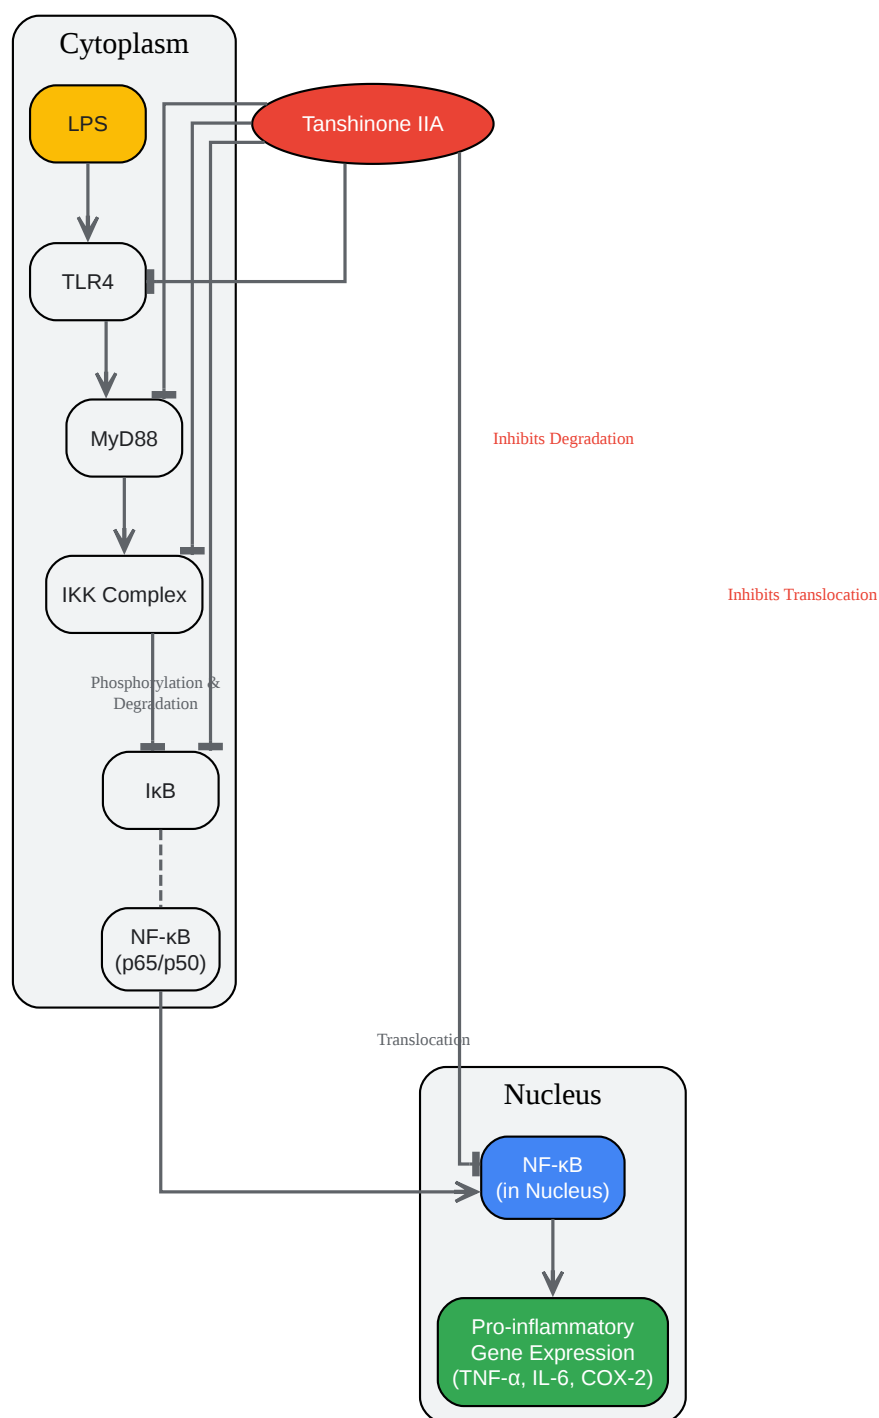 Cytoplasm
LPS
Tanshinone IIA
TLR4
MyD88
Inhibits Degradation
IKK Complex
Inhibits Translocation
Phosphorylation &
Degradation
IκB
NF-κB
(p65/p50)
Translocation
Nucleus
NF-κB
(in Nucleus)
Pro-inflammatory
Gene Expression
(TNF-α, IL-6, COX-2)